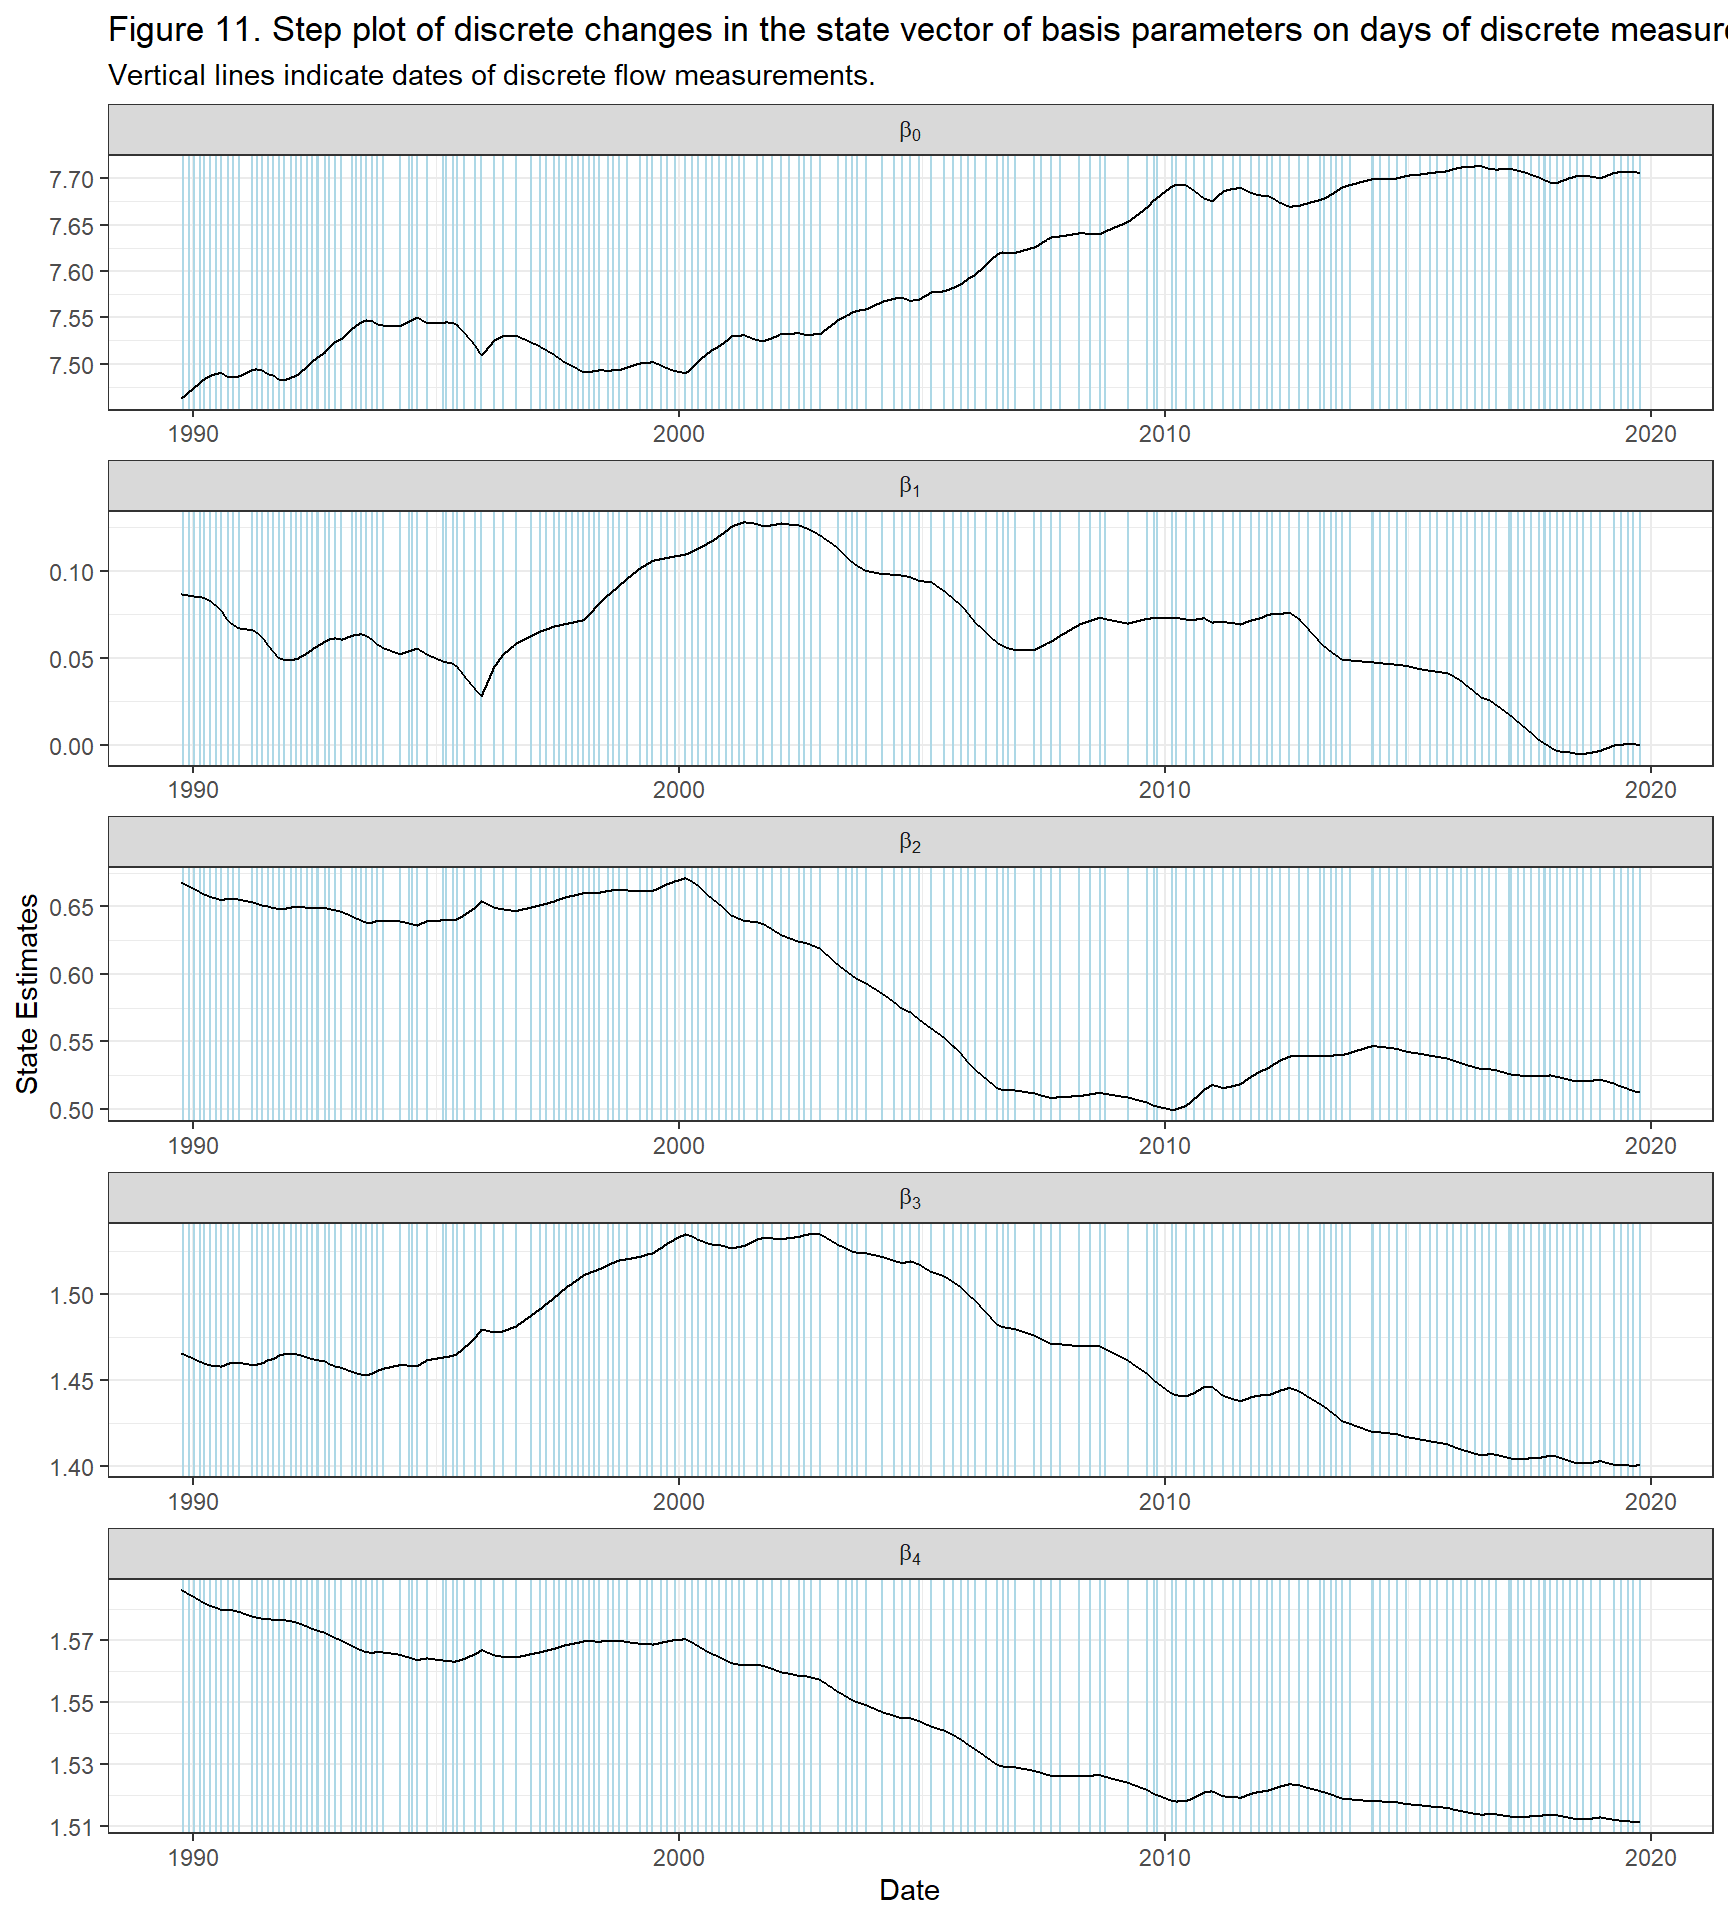 Figure 11. Step plot of discrete changes in the state vector of basis parameters on days of discrete measure
Vertical lines indicate dates of discrete flow measurements.
β0
7.70
7.65
7.60
7.55
7.50
1990 2000 2010 2020
β1
0.10
0.05
0.00
1990 2000 2010 2020
β2
0.65
0.60
0.55
0.50
1990 2000 2010 2020
State Estimates
β3
1.50
1.45
1.40
1990 2000 2010 2020
β4
1.57
1.55
1.53
1.51
1990 2000 2010 2020
Date